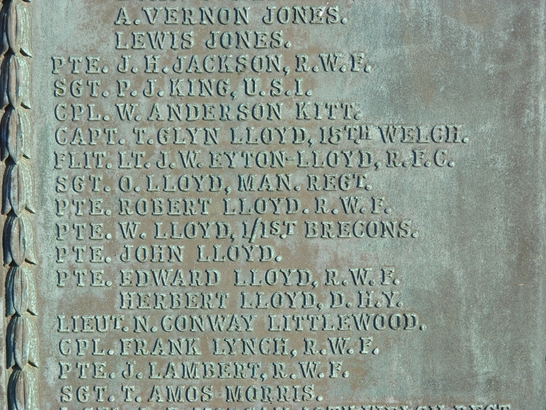 A. VERNON JONES.
LEWIS JONES.
PTE. J. H. JACKSON, R.W.F.
SGT. P. J. KING, U.S.I.
CPL. W. ANDERSON KITT.
CAPT. T. GLYN LLOYD, 15TH WELCH.
FLIT. LT. J. W. EYTON-LLOYD, R.F.C.
SGT. O. LLOYD, MAN. REGT.
PTE. ROBERT LLOYD. R.W.F.
PTE. W. LLOYD, 1/1ST BRECONS.
PTE. JOHN LLOYD.
PTE. EDWARD LLOYD, R.W.F.
HERBERT LLOYD, D.H.Y.
LIEUT. N. CONWAY LITTLEWOOD.
CPL. FRANK LYNCH, R.W.F.
PTE. J. LAMBERT, R.W.F.
SGT. T. AMOS MORRIS.